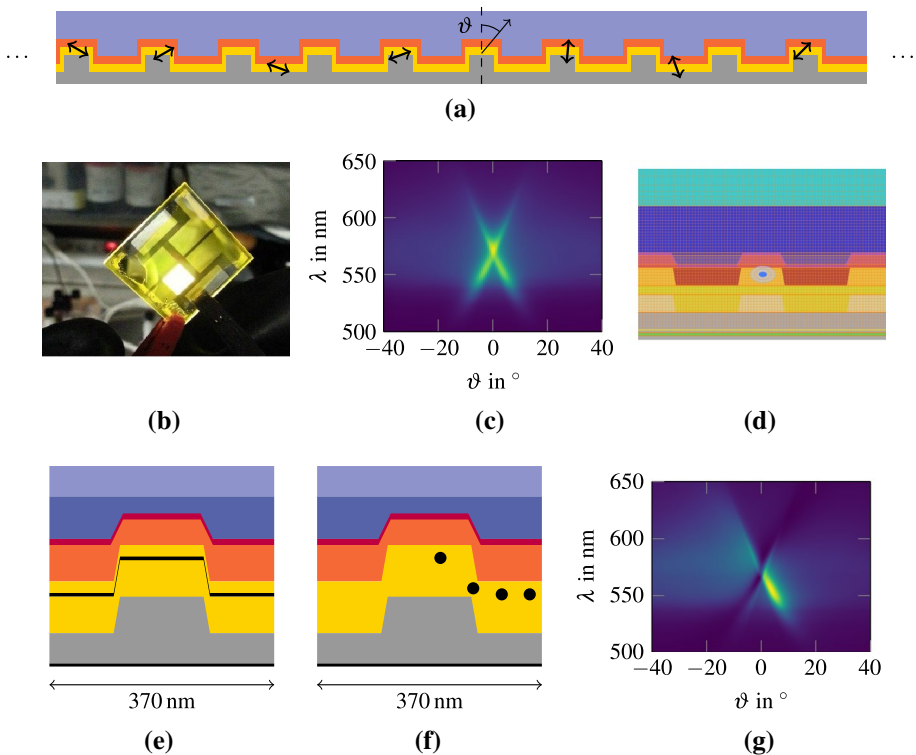 ... ϑ ...
(a)
650
600
550
500
λ in nm
−40 −20 0 20 40
ϑ in °
(b) (c) (d)
650
600
550
500
λ in nm
−40 −20 0 20 40
370 nm 370 nm ϑ in °
(e) (f) (g)